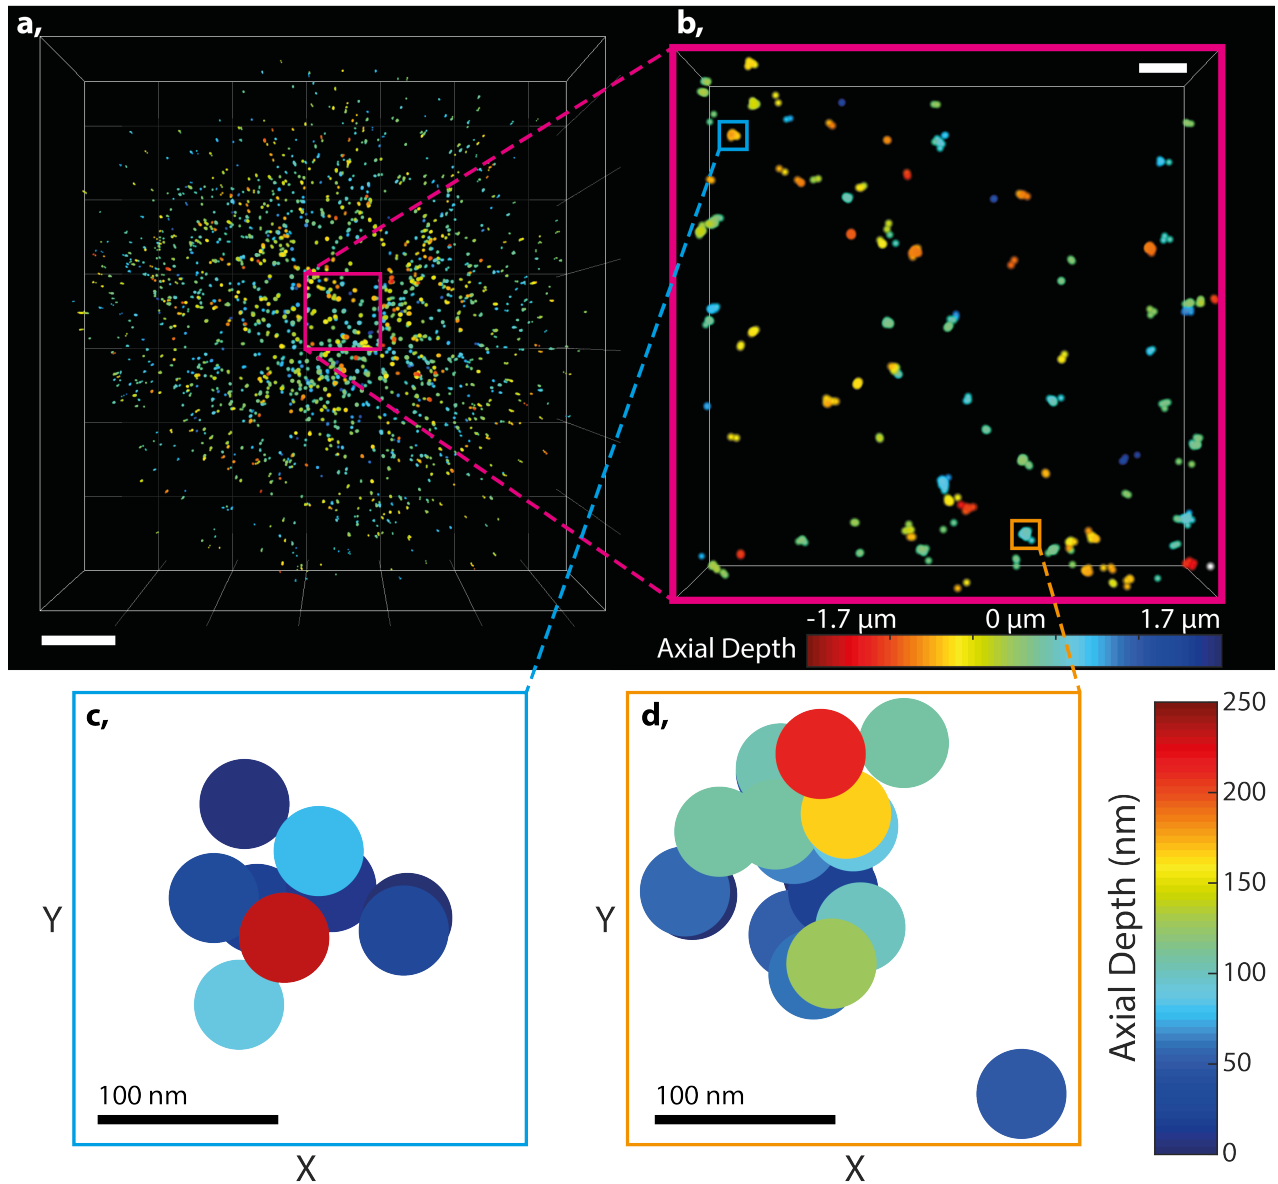 a,
b,
-1.7 µm 0 µm 1.7 µm
Axial Depth
c,
d,
Y
100 nm
X
Y
100 nm
X
Axial Depth (nm)
250
200
150
100
50
0